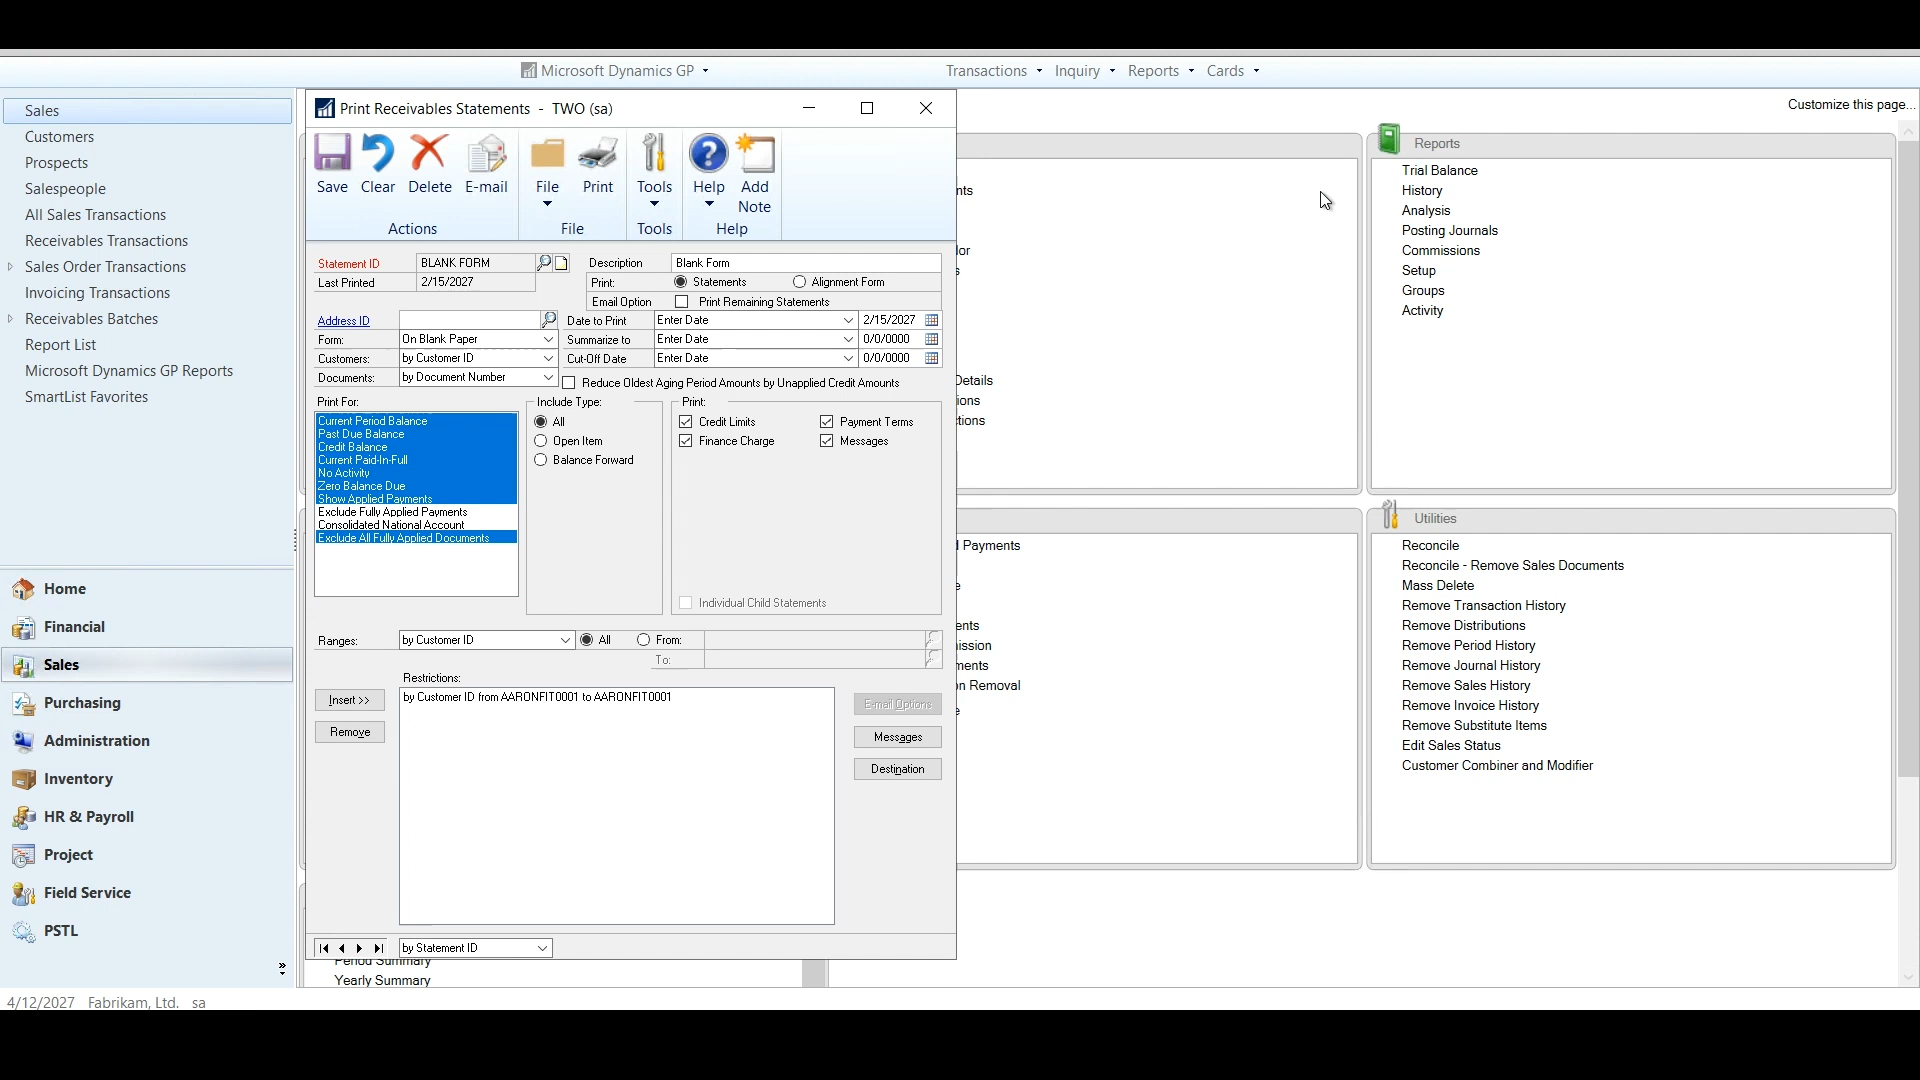 Microsoft Dynamics GP
Transactions Inquiry Reports Cards
Sales
Customers
Prospects
Salespeople
All Sales Transactions
Receivables Transactions
Sales Order Transactions
Invoicing Transactions
Receivables Batches
Report List
Microsoft Dynamics GP Reports
SmartList Favorites
Home
Financial
Sales
Purchasing
Administration
Inventory
HR & Payroll
Project
Field Service
PSTL
4/12/2027 Fabrikam, Ltd. sa
Print Receivables Statements - TWO (sa)
Save Clear Delete E-mail File Print Tools Help Add Note
Actions File Tools Help
Statement ID BLANK FORM Description Blank Form
Last Printed 2/15/2027 Print: Statements Alignment Form
Email Option Print Remaining Statements
Address ID Date to Print Enter Date 2/15/2027
Form: On Blank Paper Summarize to Enter Date 0/0/0000
Customers: by Customer ID Cut-Off Date Enter Date 0/0/0000
Documents: by Document Number Reduce Oldest Aging Period Amounts by Unapplied Credit Amounts
Print For: Include Type: Print:
Current Period Balance
Past Due Balance
Credit Balance
Current Paid-In-Full
No Activity
Zero Balance Due
Show Applied Payments
Exclude Fully Applied Payments
Consolidated National Account
Exclude All Fully Applied Documents
All
Open Item
Balance Forward
Credit Limits Payment Terms
Finance Charge Messages
Individual Child Statements
Ranges: by Customer ID All From:
To:
Restrictions:
Insert >>
Remove
by Customer ID from AARONFIT0001 to AARONFIT0001
E-mail Options
Messages
Destination
by Statement ID
Period Summary
Yearly Summary
Customize this page...
nts
or
s
Details
ions
tions
Payments
e
ents
ission
ments
n Removal
e
Reports
Trial Balance
History
Analysis
Posting Journals
Commissions
Setup
Groups
Activity
Utilities
Reconcile
Reconcile - Remove Sales Documents
Mass Delete
Remove Transaction History
Remove Distributions
Remove Period History
Remove Journal History
Remove Sales History
Remove Invoice History
Remove Substitute Items
Edit Sales Status
Customer Combiner and Modifier